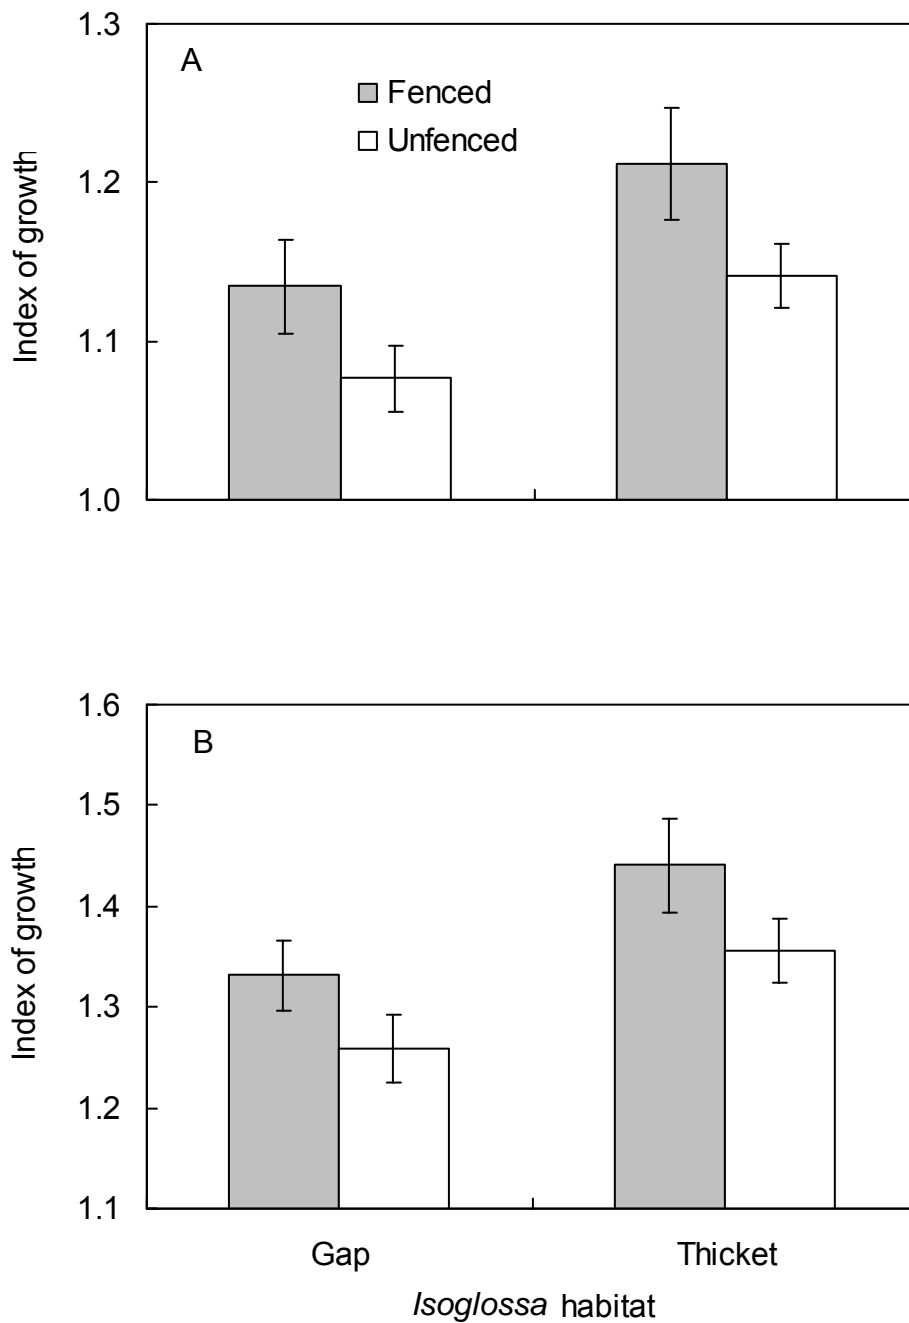 1.3
A
Fenced
Unfenced
1.2
1.1
1.0
Index of growth
1.6
B
1.5
1.4
1.3
1.2
1.1
Index of growth
Gap
Thicket
Isoglossa habitat